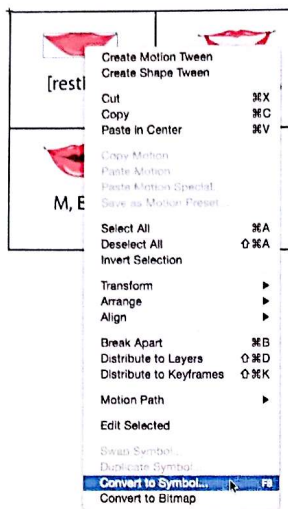 [resti
M, E
Create Motion Tween
Create Shape Tween
Cut ⌘X
Copy ⌘C
Paste in Center ⌘V
Copy Motion
Paste Motion
Paste Motion Special...
Save as Motion Preset...
Select All ⌘A
Deselect All ⇧⌘A
Invert Selection
Transform ▶
Arrange ▶
Align ▶
Break Apart ⌘B
Distribute to Layers ⇧⌘D
Distribute to Keyframes ⇧⌘K
Motion Path ▶
Edit Selected
Swap Symbol...
Duplicate Symbol...
Convert to Symbol... F8
Convert to Bitmap